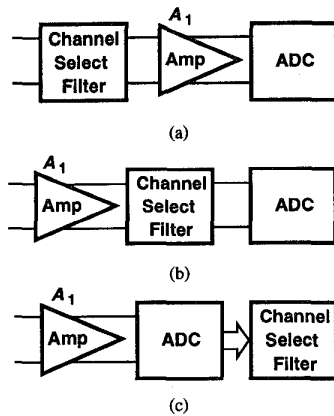 A1
Channel
Select
Filter
Amp
ADC
(a)
A1
Amp
Channel
Select
Filter
ADC
(b)
A1
Amp
ADC
Channel
Select
Filter
(c)